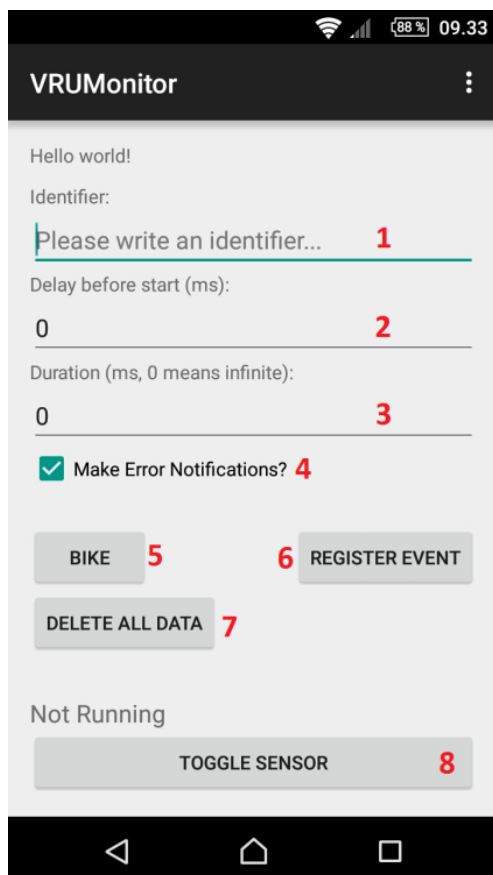 88 % 09.33
VRUMonitor
Hello world!
Identifier:
Please write an identifier... 1
Delay before start (ms):
0 2
Duration (ms, 0 means infinite):
0 3
Make Error Notifications? 4
BIKE 5 6 REGISTER EVENT
DELETE ALL DATA 7
Not Running
TOGGLE SENSOR 8